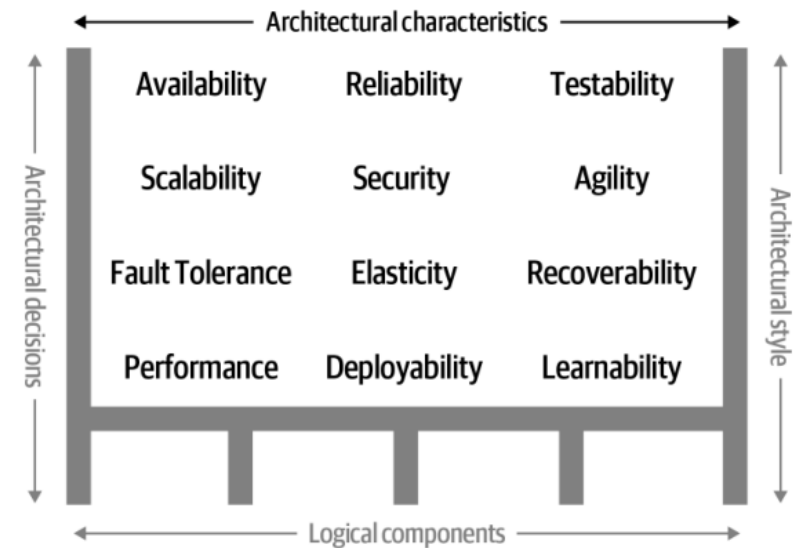 Architectural characteristics
Availability Reliability Testability
Scalability Security Agility
Fault Tolerance Elasticity Recoverability
Performance Deployability Learnability
Architectural decisions
Architectural style
Logical components